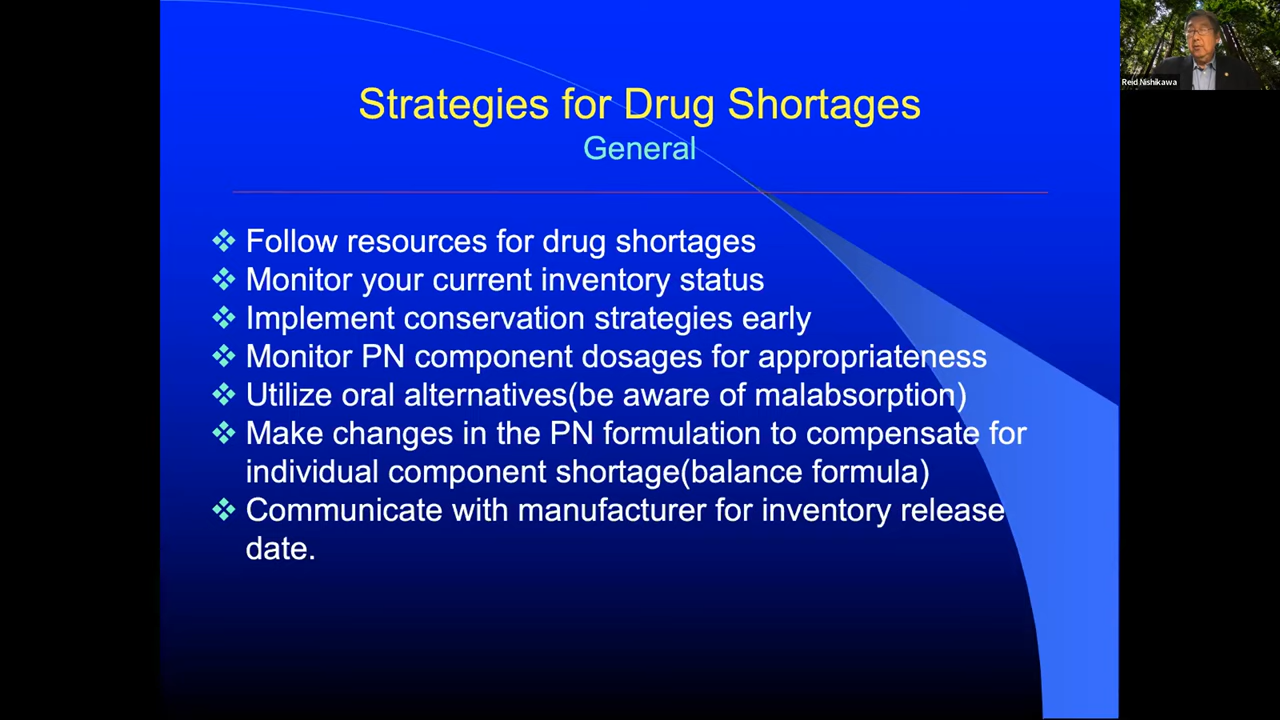 Strategies for Drug Shortages
General
❖ Follow resources for drug shortages
❖ Monitor your current inventory status
❖ Implement conservation strategies early
❖ Monitor PN component dosages for appropriateness
❖ Utilize oral alternatives(be aware of malabsorption)
❖ Make changes in the PN formulation to compensate for
individual component shortage(balance formula)
❖ Communicate with manufacturer for inventory release
date.
Reid Nishikawa